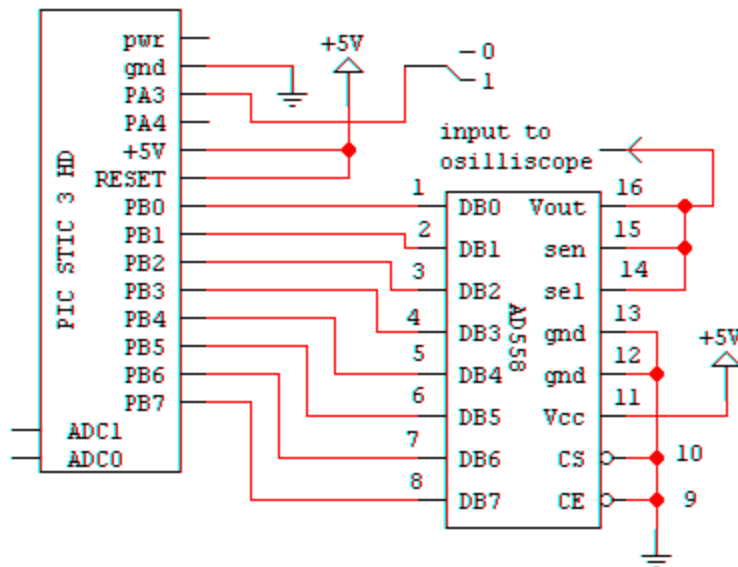 PIC STIC 3 HD
pwr
gnd
PA3
PA4
+5V
RESET
PB0
PB1
PB2
PB3
PB4
PB5
PB6
PB7
ADC1
ADC0
+5V
0
1
input to
osilliscope
1
2
3
4
5
6
7
8
DB0
DB1
DB2
DB3
DB4
DB5
DB6
DB7
AD558
Vout
sen
sel
gnd
gnd
Vcc
CS
CE
16
15
14
13
12
11
10
9
+5V